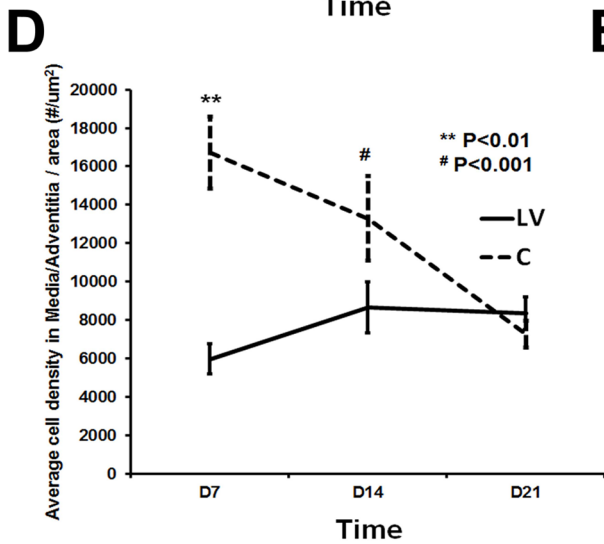 Time
D
Average cell density in Media/Adventitia / area (#/um²)
20000
18000
16000
14000
12000
10000
8000
6000
4000
2000
0
**
#
** P<0.01
# P<0.001
LV
C
D7
D14
D21
Time